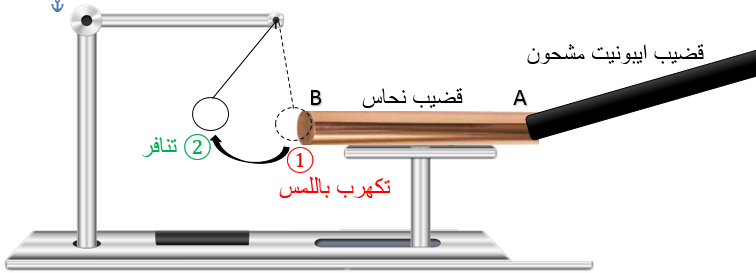 قضيب ايبونيت مشحون
قضيب نحاس
B
A
② تنافر
①
تكهرب باللمس